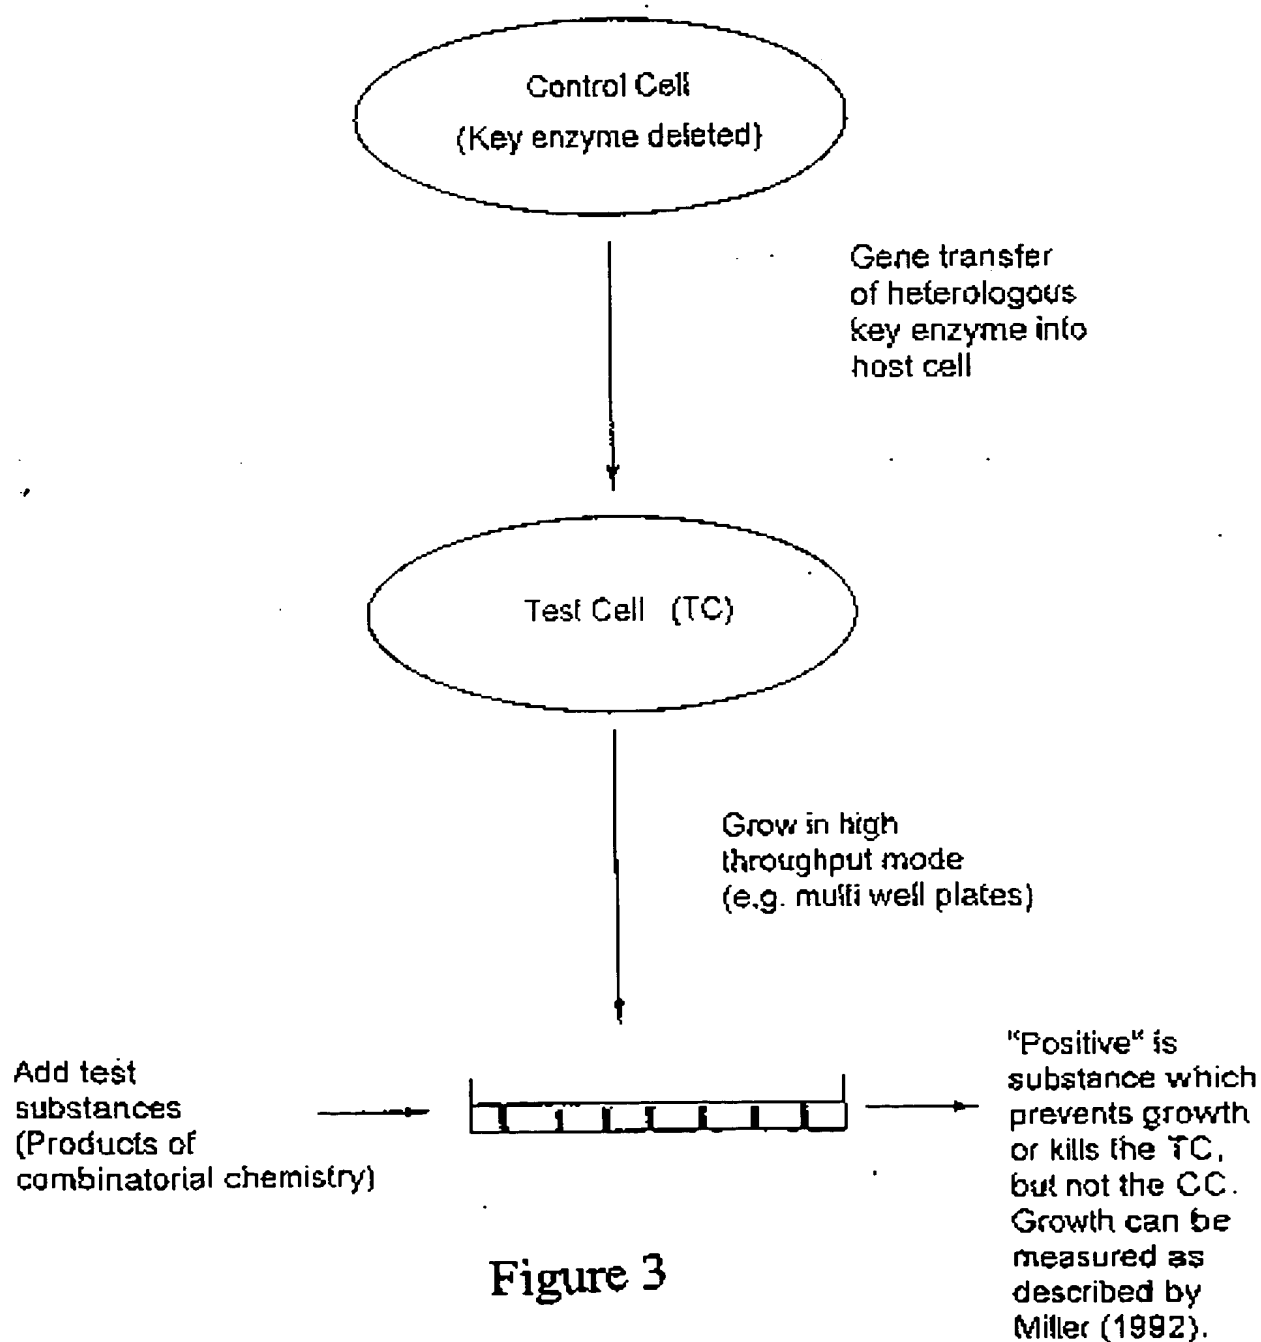 Control Cell
(Key enzyme deleted)
Gene transfer
of heterologous
key enzyme into
host cell
Test Cell (TC)
Grow in high
throughput mode
(e.g. multi well plates)
Add test
substances
(Products of
combinatorial chemistry)
"Positive" is
substance which
prevents growth
or kills the TC,
but not the CC.
Growth can be
measured as
described by
Miller (1992).
Figure 3